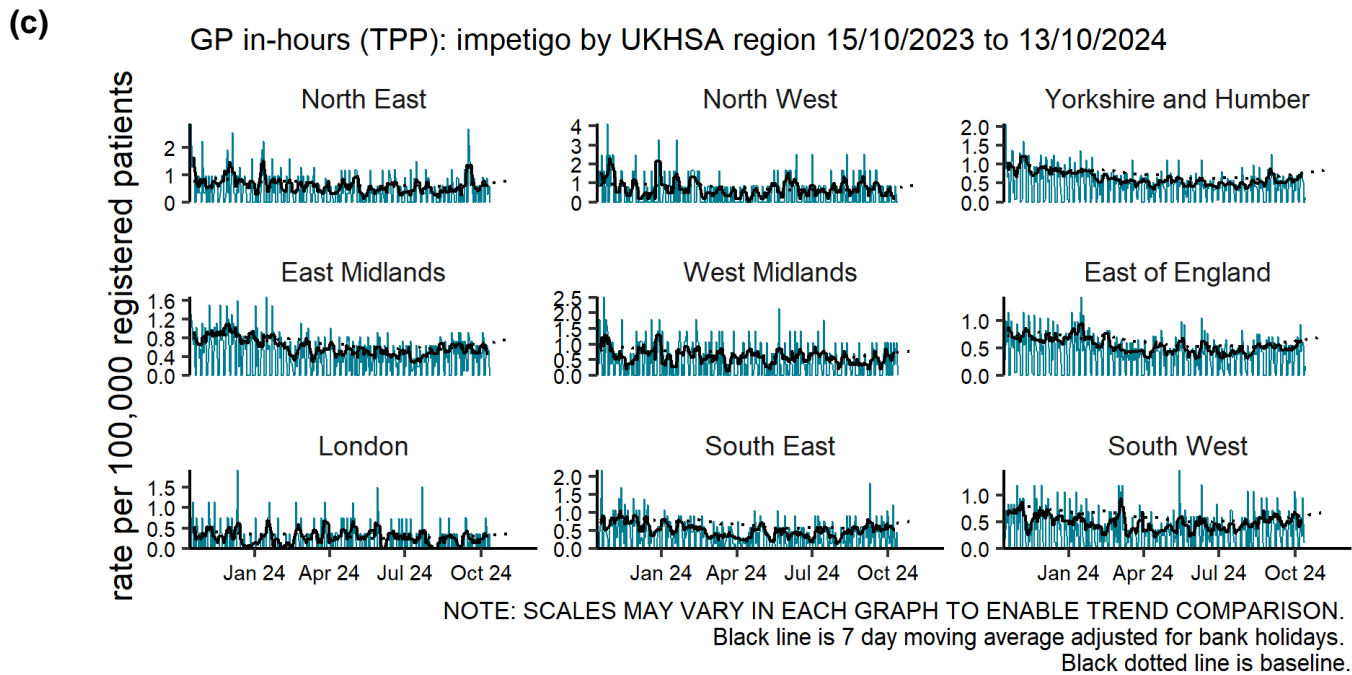 (c)
GP in-hours (TPP): impetigo by UKHSA region 15/10/2023 to 13/10/2024
rate per 100,000 registered patients
North East
2
1
0
North West
4
3
2
1
0
Yorkshire and Humber
2.0
1.5
1.0
0.5
0.0
East Midlands
1.6
1.2
0.8
0.4
0.0
West Midlands
2.5
2.0
1.5
1.0
0.5
0.0
East of England
1.0
0.5
0.0
London
1.5
1.0
0.5
0.0
Jan 24 Apr 24 Jul 24 Oct 24
South East
2.0
1.5
1.0
0.5
0.0
Jan 24 Apr 24 Jul 24 Oct 24
South West
1.0
0.5
0.0
Jan 24 Apr 24 Jul 24 Oct 24
NOTE: SCALES MAY VARY IN EACH GRAPH TO ENABLE TREND COMPARISON.
Black line is 7 day moving average adjusted for bank holidays.
Black dotted line is baseline.